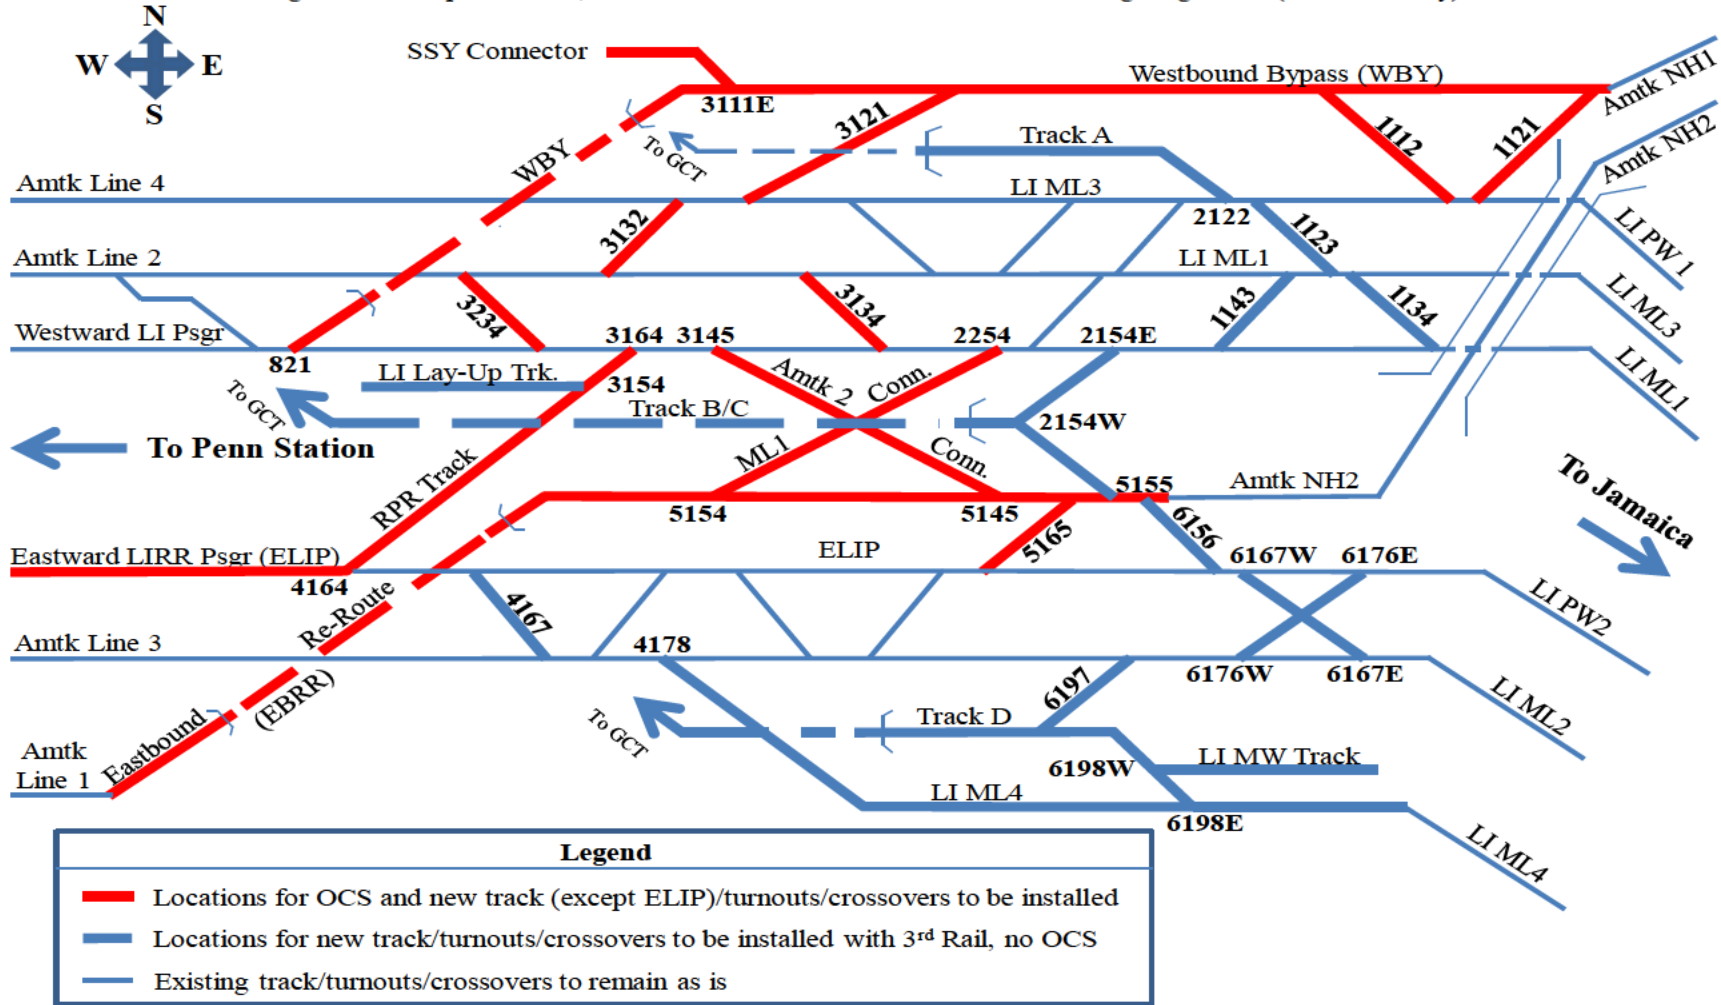 N
W E
S
SSY Connector
3111E
Westbound Bypass (WBY)
Amtk NH1
Amtk NH2
3121
1112
1121
Track A
To GCT
WBY
Amtk Line 4
LI ML3
2122
1123
LI PW 1
3132
Amtk Line 2
LI ML1
LI ML3
3234
3134
1143
1134
Westward LI Psgr
821
3164
3145
2254
2154E
LI ML1
LI Lay-Up Trk.
3154
Amtk 2
Conn.
To GCT
Track B/C
2154W
To Penn Station
ML1
Conn.
RPR Track
5154
5145
5155
Amtk NH2
To Jamaica
5165
6156
Eastward LIRR Psgr (ELIP)
4164
ELIP
6167W
6176E
LI PW2
4167
Re-Route
Amtk Line 3
4178
6176W
6167E
LI ML2
(EBRR)
Eastbound
6197
To GCT
Track D
Amtk
Line 1
6198W
LI MW Track
LI ML4
6198E
LI ML4
Legend
Locations for OCS and new track (except ELIP)/turnouts/crossovers to be installed
Locations for new track/turnouts/crossovers to be installed with 3rd Rail, no OCS
Existing track/turnouts/crossovers to remain as is